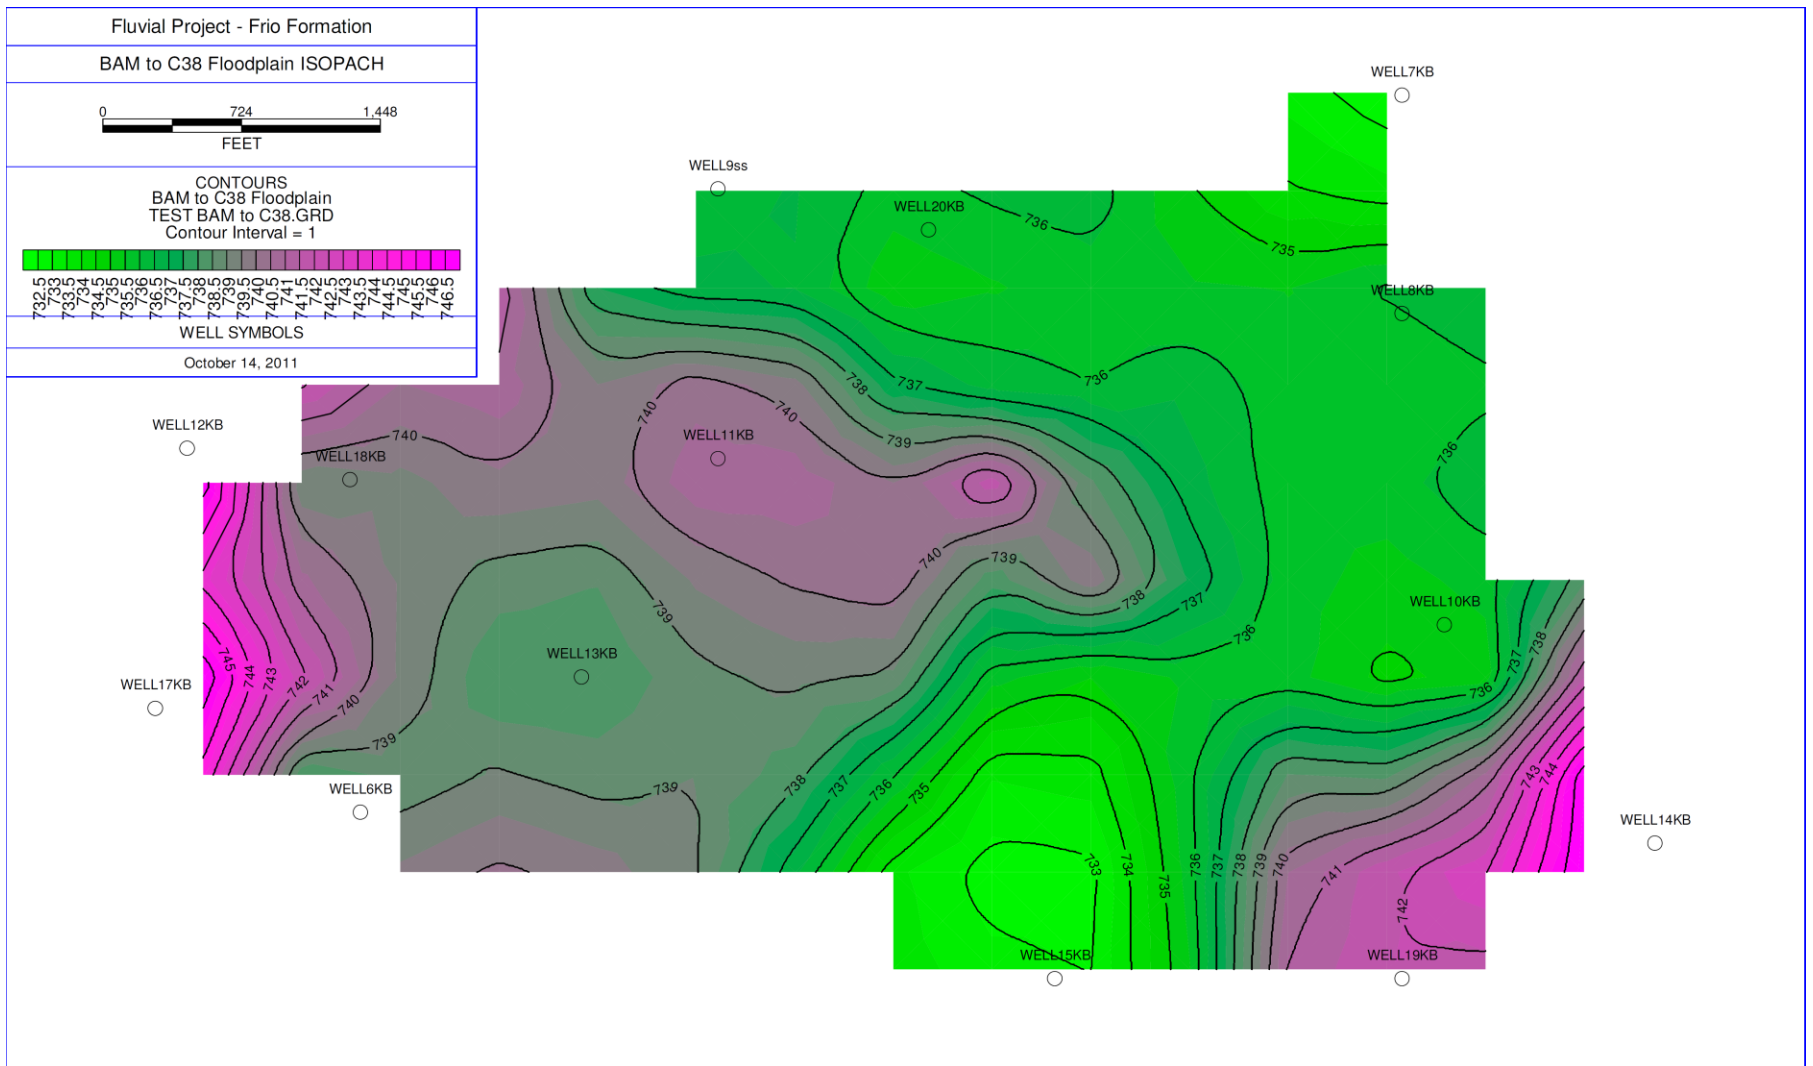 Fluvial Project - Frio Formation
BAM to C38 Floodplain ISOPACH
0 724 1,448
FEET
CONTOURS
BAM to C38 Floodplain
TEST BAM to C38.GRD
Contour Interval = 1
732.5 733 733.5 734 734.5 735 735.5 736 736.5 737 737.5 738 738.5 739 739.5 740 740.5 741 741.5 742 742.5 743 743.5 744 744.5 745 745.5 746 746.5
WELL SYMBOLS
October 14, 2011
WELL7KB
WELL9ss
WELL20KB
736
735
WELL8KB
736
738
737
740
740
WELL12KB
740
WELL11KB
739
736
WELL18KB
740
739
WELL10KB
739
738
737
736
738
737
WELL13KB
745
744
743
742
741
740
736
WELL17KB
739
743
744
WELL6KB
739
738
737
736
735
WELL14KB
733
734
735
736
737
738
739
740
741
742
WELL15KB
WELL19KB